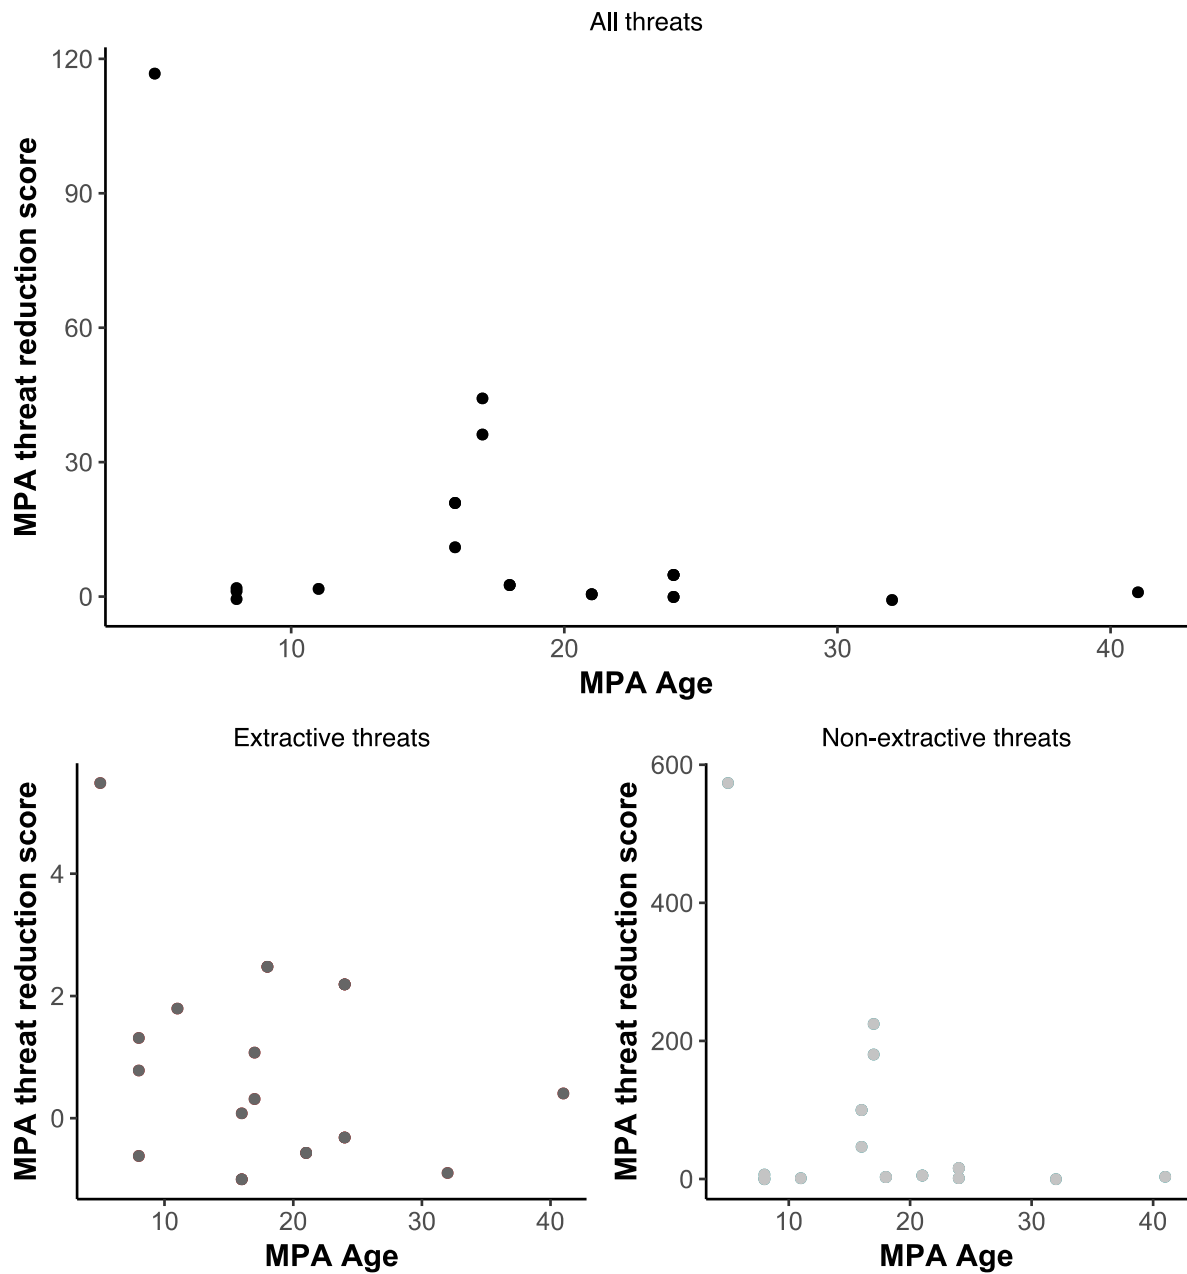 All threats
MPA threat reduction score
120
90
60
30
0
10 20 30 40
MPA Age
Extractive threats
MPA threat reduction score
4
2
0
10 20 30 40
MPA Age
Non-extractive threats
MPA threat reduction score
600
400
200
0
10 20 30 40
MPA Age